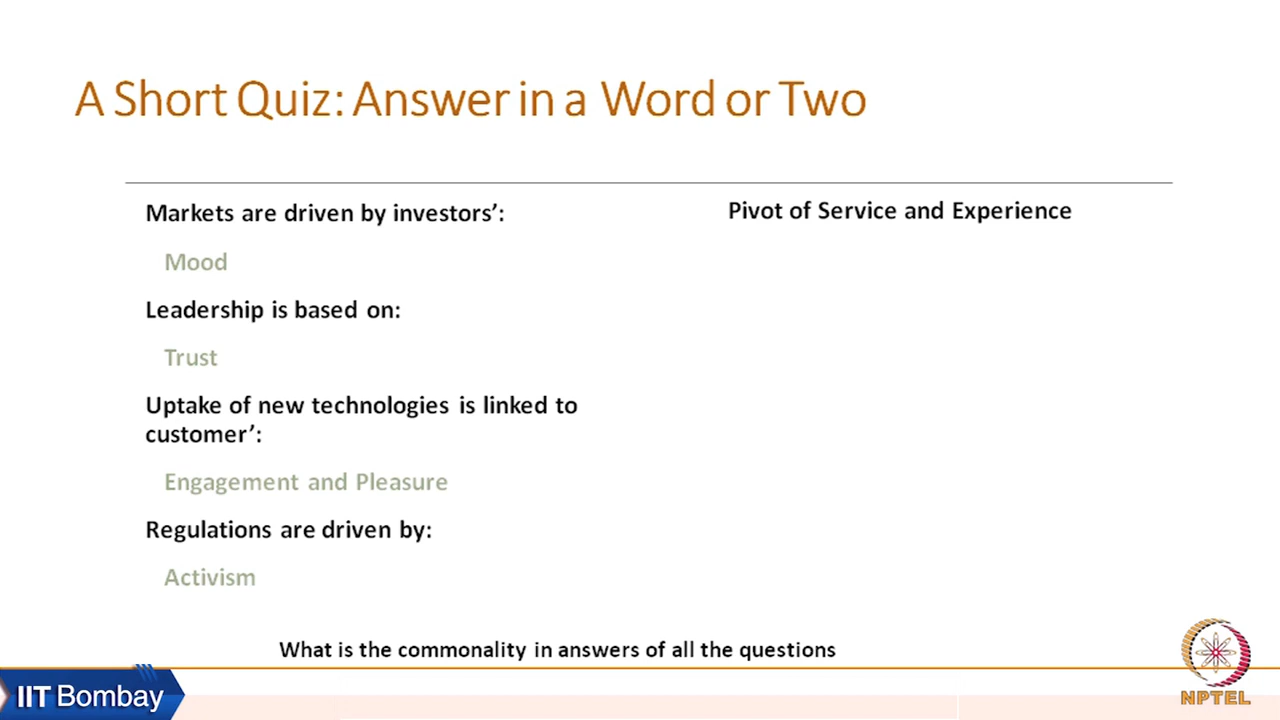 A Short Quiz: Answer in a Word or Two
Markets are driven by investors’:
Mood
Leadership is based on:
Trust
Uptake of new technologies is linked to
customer’:
Engagement and Pleasure
Regulations are driven by:
Activism
Pivot of Service and Experience
What is the commonality in answers of all the questions
IIT Bombay
NPTEL